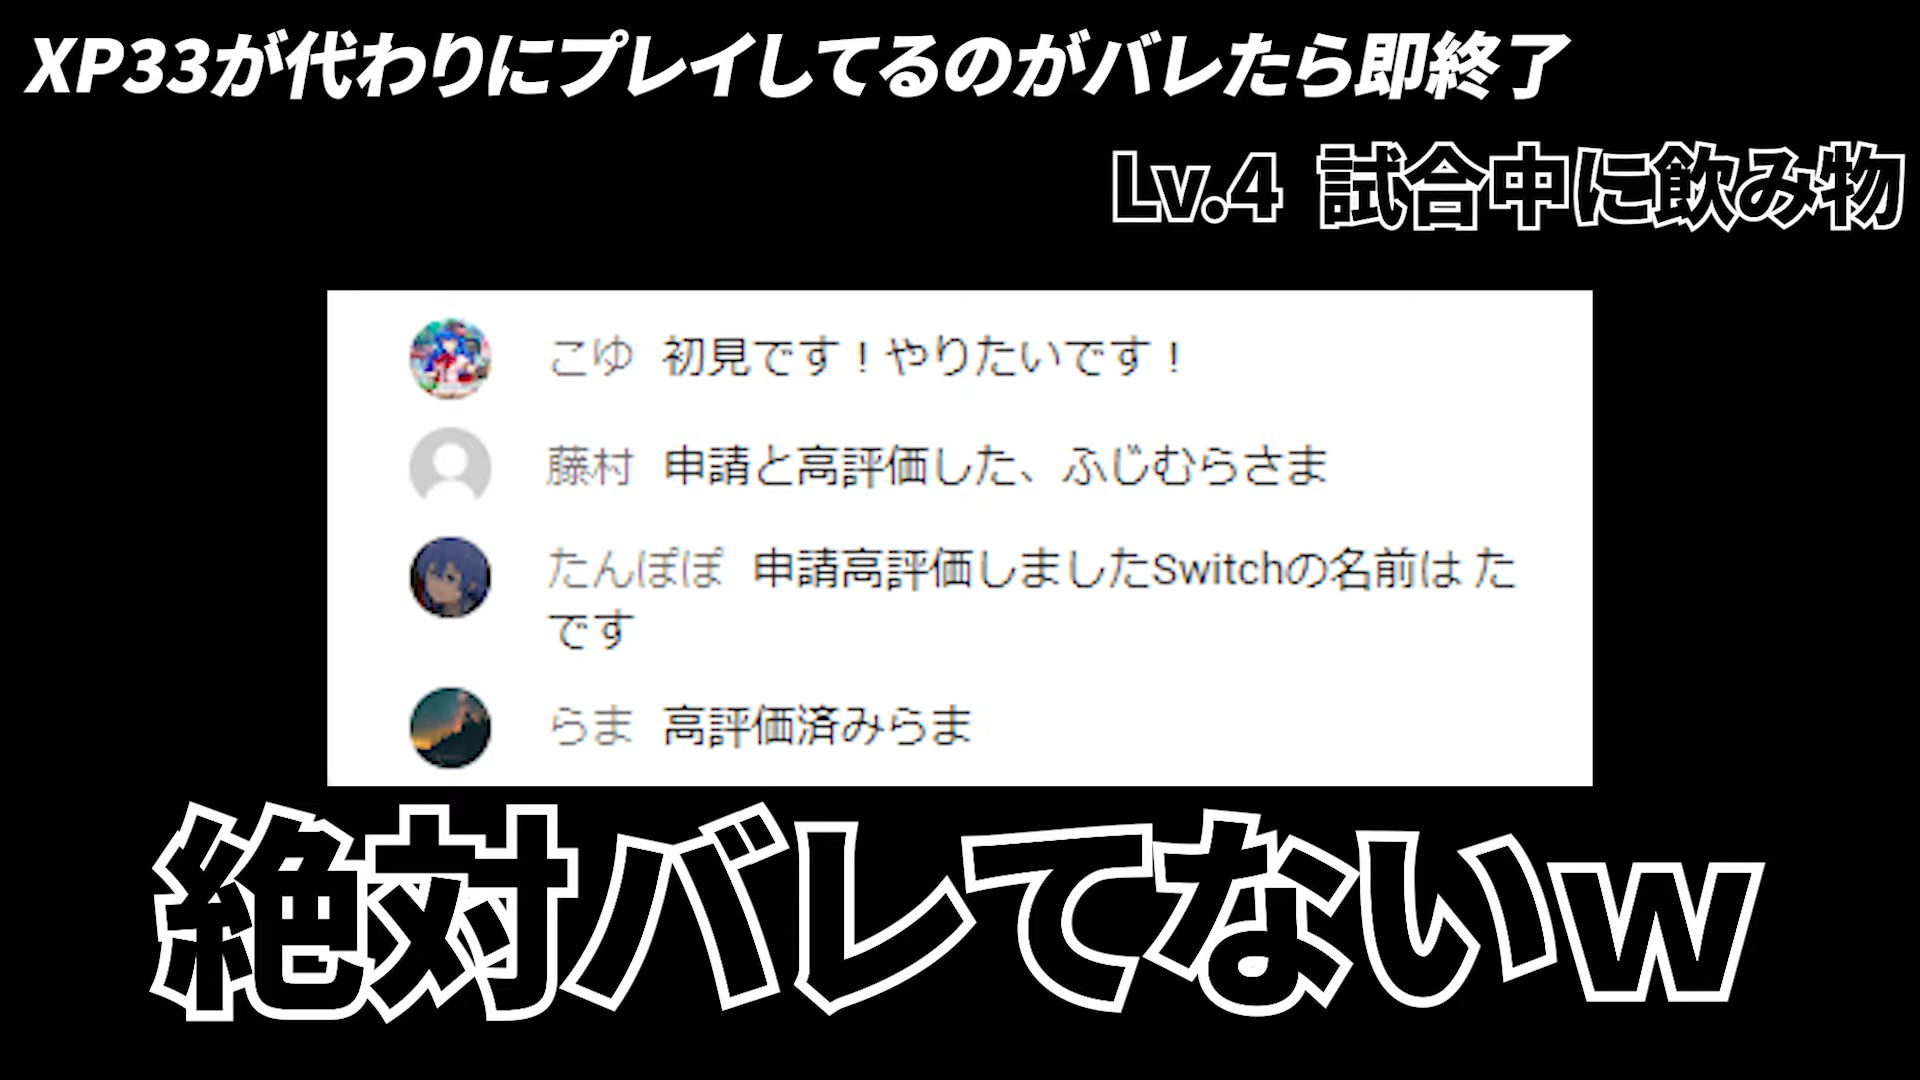 XP33が代わりにプレイしてるのがバレたら即終了
Lv.4 試合中に飲み物
こゆ 初見です！やりたいです！
藤村 申請と高評価した、ふじむらさま
たんぽぽ 申請高評価しましたSwitchの名前は た
です
らま 高評価済みらま
絶対バレてないw